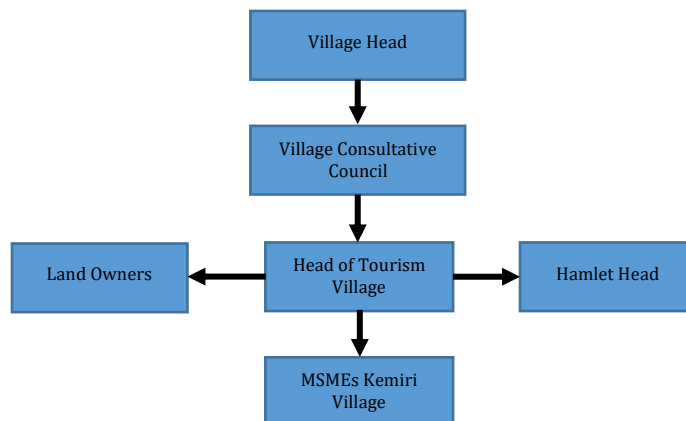 Village Head
Village Consultative
Council
Land Owners
Head of Tourism
Village
Hamlet Head
MSMEs Kemiri
Village